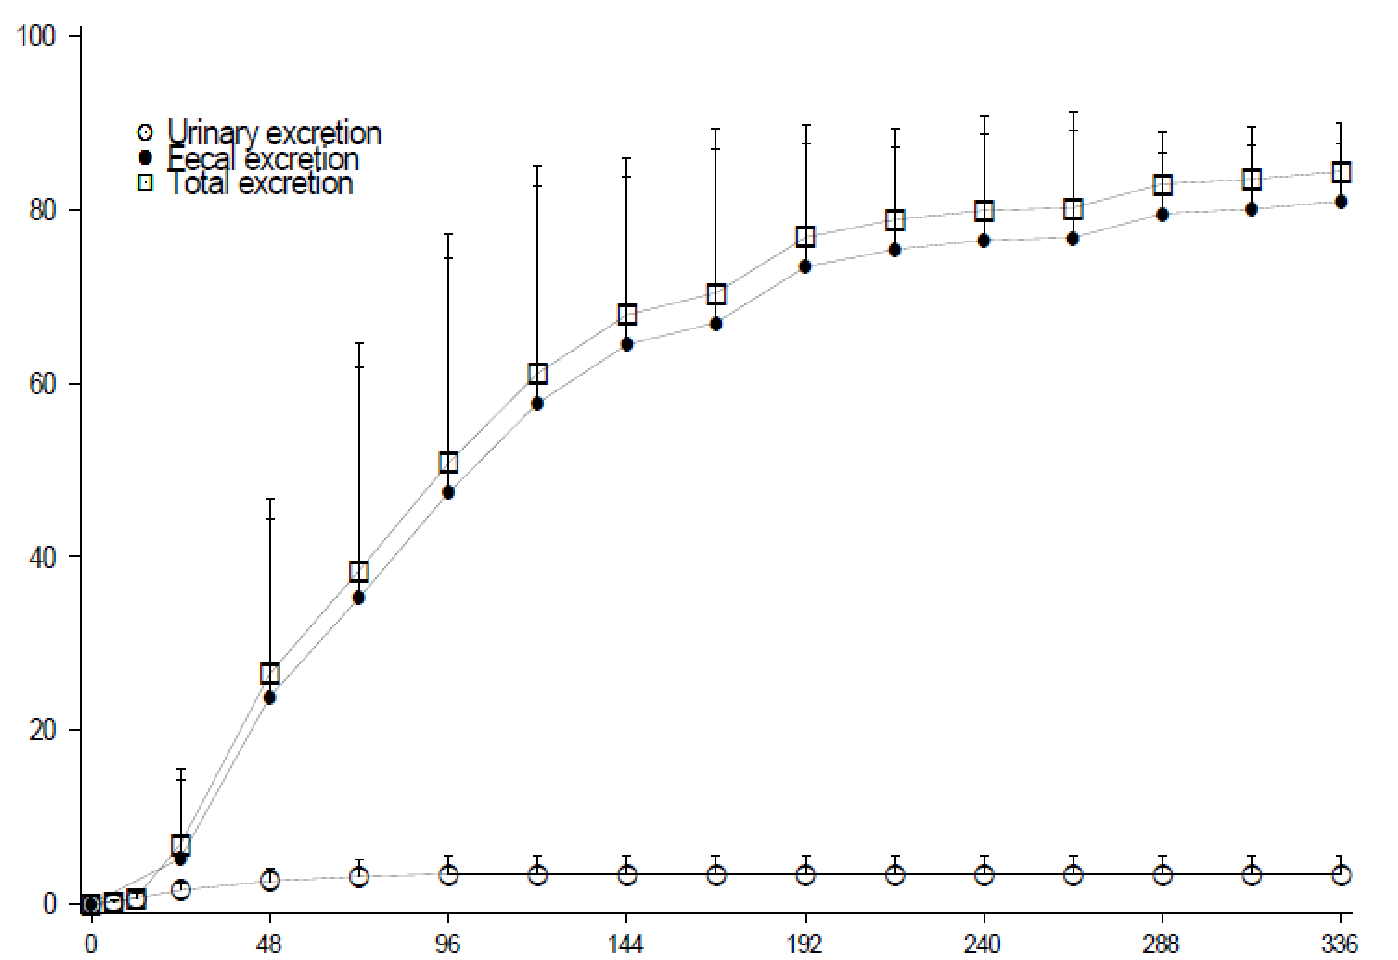 100
Urinary excretion
Fecal excretion
Total excretion
80
60
40
20
0
0 48 96 144 192 240 288 336